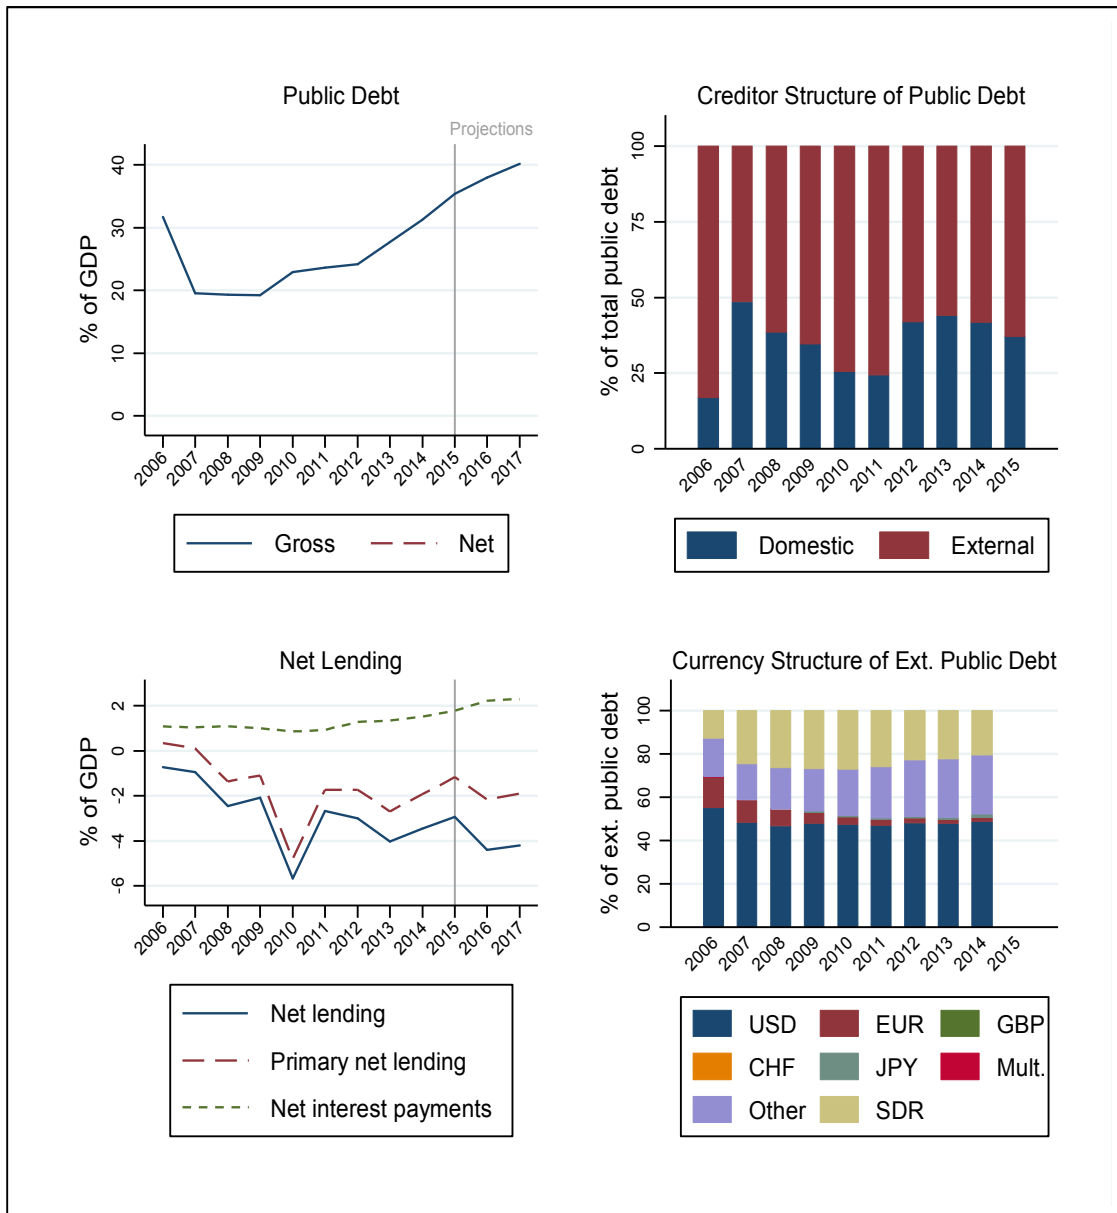 Public Debt
Projections
% of GDP
40
30
20
10
0
2006 2007 2008 2009 2010 2011 2012 2013 2014 2015 2016 2017
Gross Net
Creditor Structure of Public Debt
% of total public debt
100
75
50
25
0
2006 2007 2008 2009 2010 2011 2012 2013 2014 2015
Domestic External
Net Lending
% of GDP
2
0
-2
-4
-6
2006 2007 2008 2009 2010 2011 2012 2013 2014 2015 2016 2017
Net lending
Primary net lending
Net interest payments
Currency Structure of Ext. Public Debt
% of ext. public debt
100
80
60
40
20
0
2006 2007 2008 2009 2010 2011 2012 2013 2014 2015
USD EUR GBP
CHF JPY Mult.
Other SDR